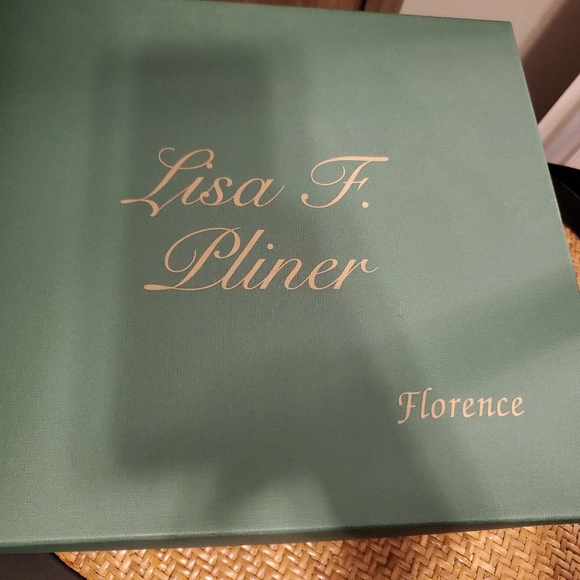 Lisa F.
Pliner
Florence